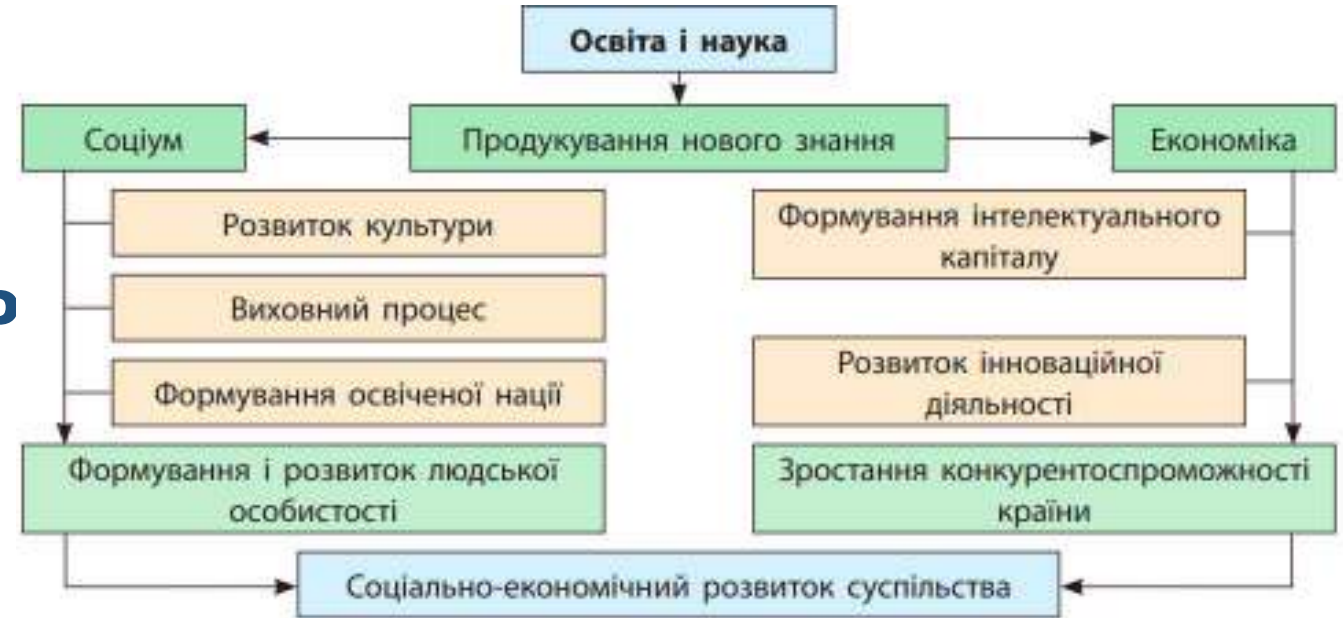 Освіта і наука
Соціум
Продукування нового знання
Економіка
Розвиток культури
Виховний процес
Формування освіченої нації
Формування інтелектуального
капіталу
Розвиток інноваційної
діяльності
Формування і розвиток людської
особистості
Зростання конкурентоспроможності
країни
Соціально-економічний розвиток суспільства